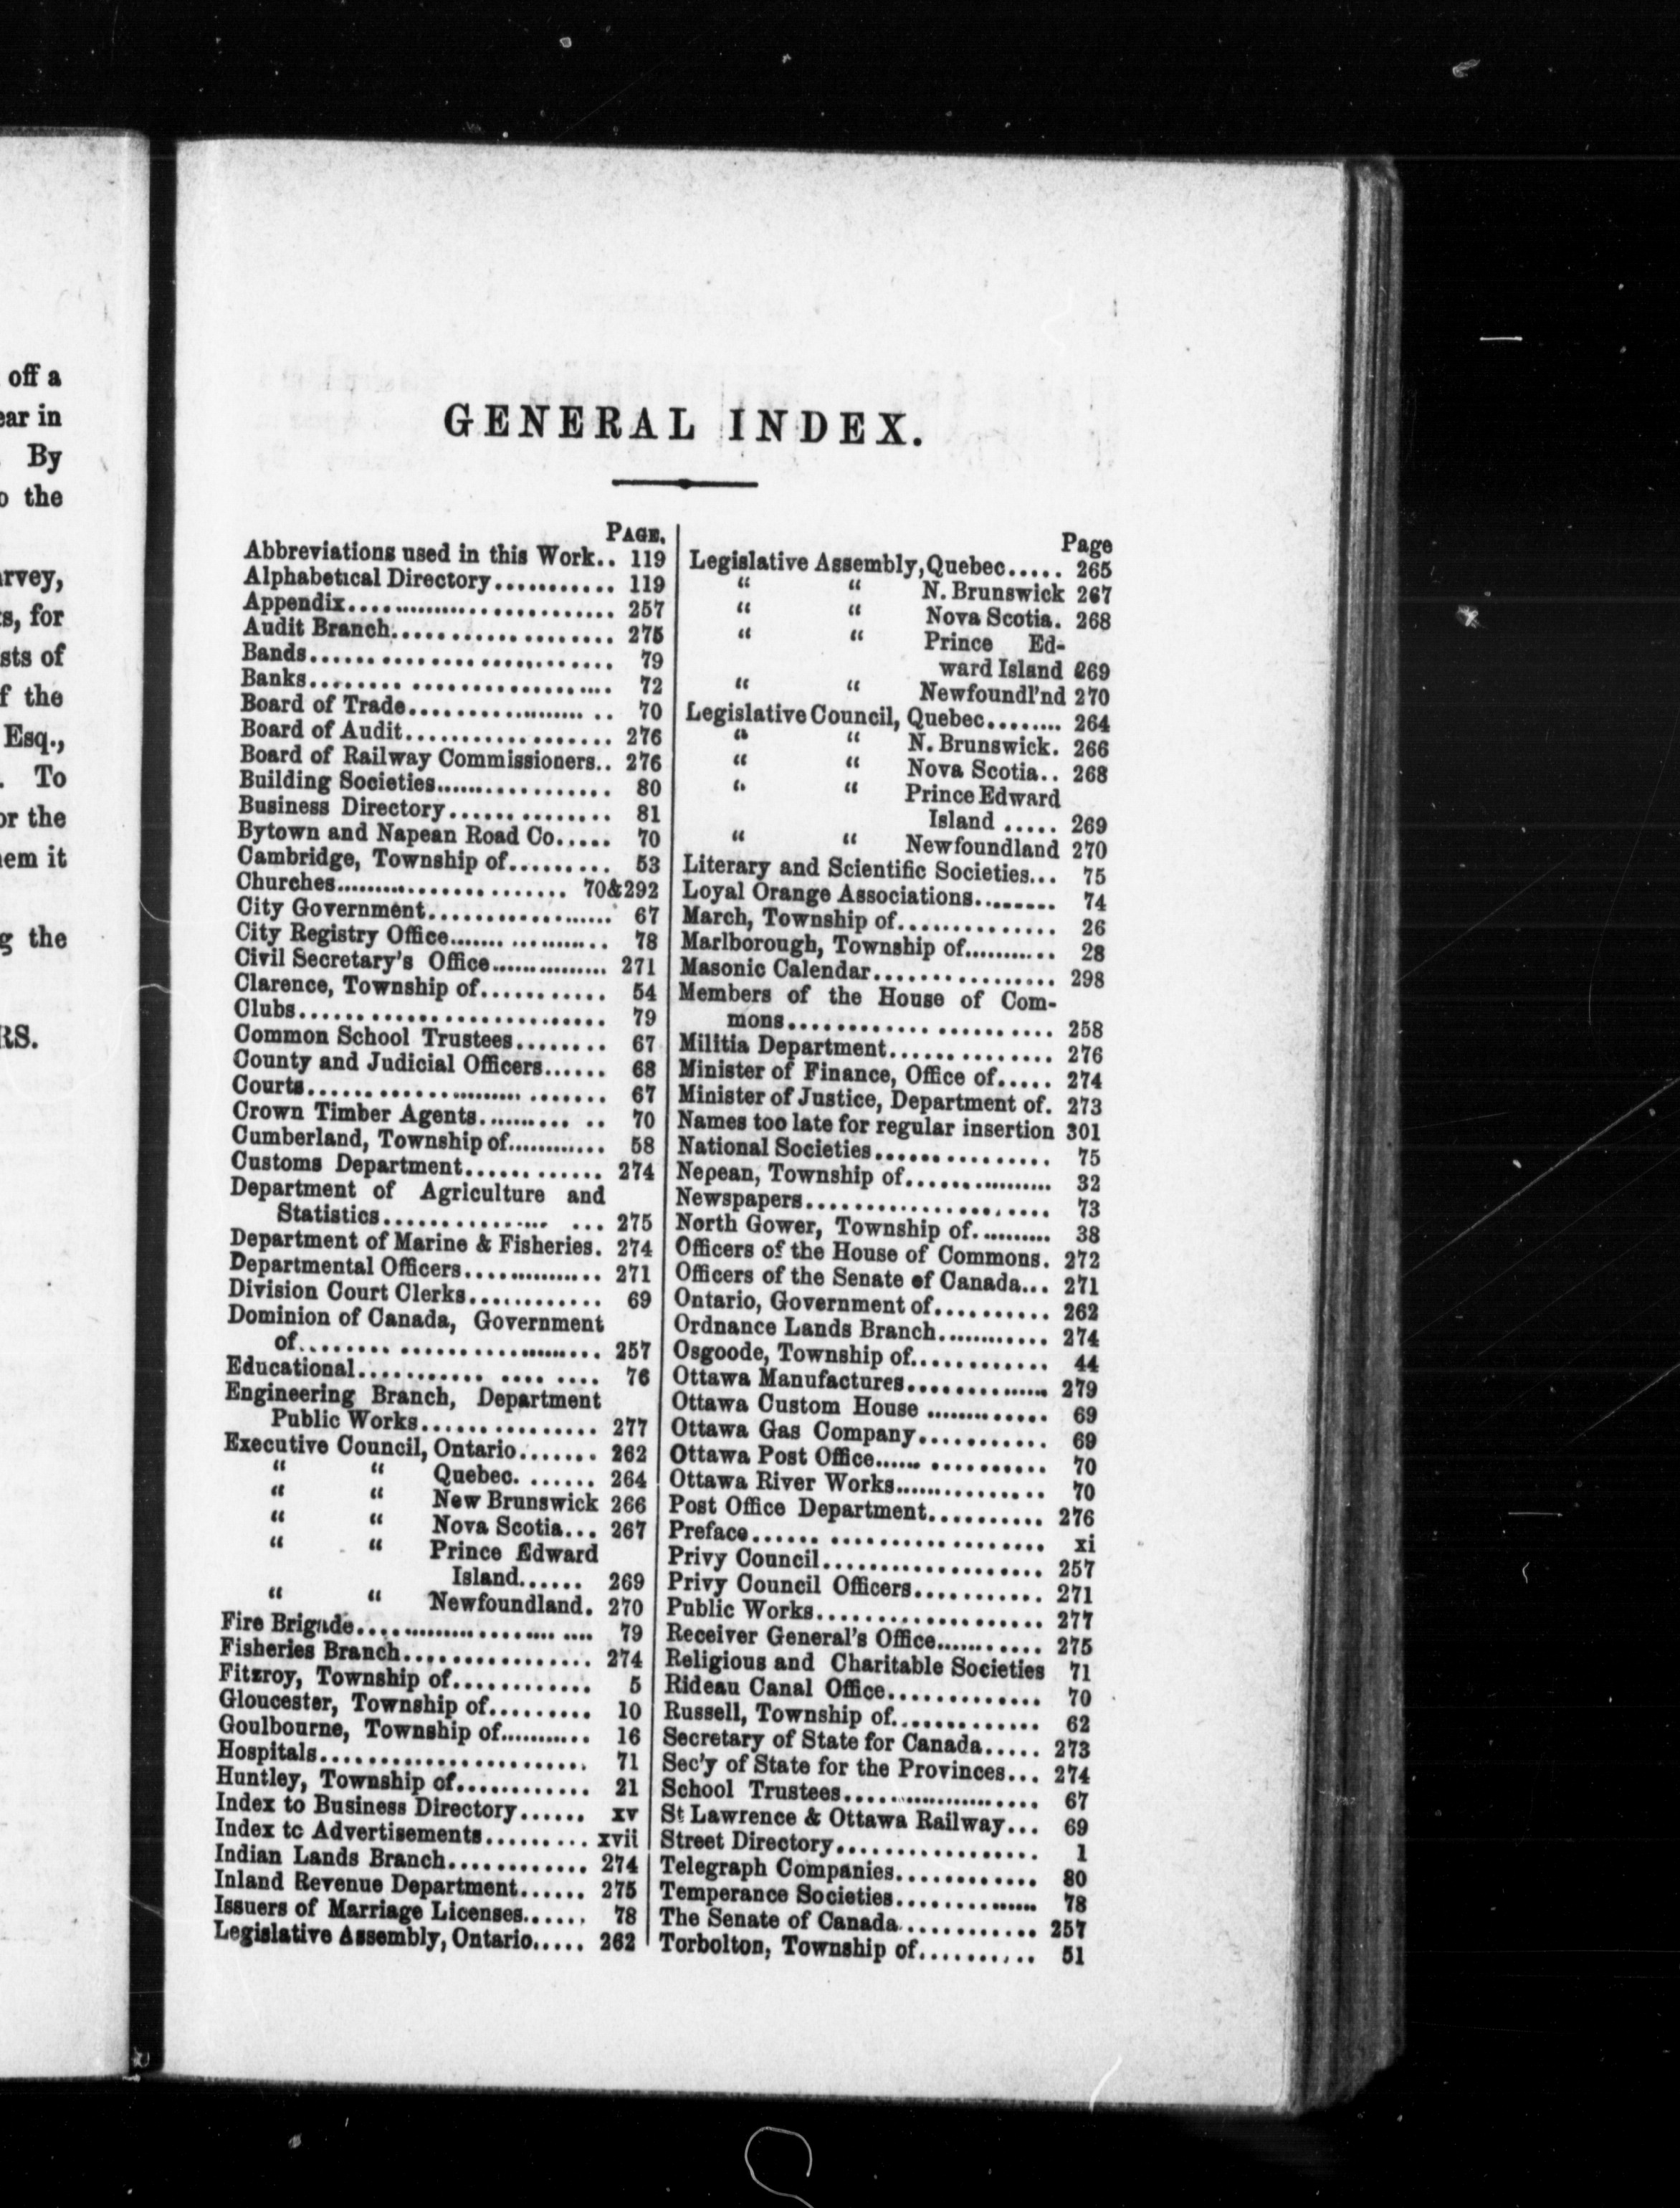 off a
ear in
By
o the
arvey,
ts, for
sts of
f the
Esq.,
. To
or the
hem it
g the
RS.
GENERAL INDEX.
PAGE.
Abbreviations used in this Work.. 119
Alphabetical Directory............ 119
Appendix........................ 257
Audit Branch................... 275
Bands......................... 79
Banks........ ................. 72
Board of Trade................. .. 70
Board of Audit.................. 276
Board of Railway Commissioners.. 276
Building Societies................. 80
Business Directory.............. 81
Bytown and Napean Road Co..... 70
Cambridge, Township of......... 53
Churches....................... 70&292
City Government................. 67
City Registry Office....... ........... 78
Civil Secretary's Office............... 271
Clarence, Township of........... 54
Clubs.......................... 79
Common School Trustees........ 67
County and Judicial Officers...... 68
Courts................... ....... 67
Crown Timber Agents......... .. 70
Cumberland, Township of............ 58
Customs Department............ 274
Department of Agriculture and
Statistics............... ... 275
Department of Marine & Fisheries. 274
Departmental Officers.............. 271
Division Court Clerks............ 69
Dominion of Canada, Government
of........ ................. 257
Educational........... .... .... 76
Engineering Branch, Department
Public Works............... 277
Executive Council, Ontario....... 262
“ “ Quebec. ...... 264
“ “ New Brunswick 266
“ “ Nova Scotia... 267
“ “ Prince Edward
Island...... 269
“ “ Newfoundland. 270
Fire Brigade..................... .... 79
Fisheries Branch................ 274
Fitzroy, Township of............ 5
Gloucester, Township of......... 10
Goulbourne, Township of........... 16
Hospitals...................... 71
Huntley, Township of............ 21
Index to Business Directory...... xv
Index to Advertisements.......... xvii
Indian Lands Branch............ 274
Inland Revenue Department...... 275
Issuers of Marriage Licenses...... 78
Legislative Assembly, Ontario..... 262
Page
Legislative Assembly, Quebec..... 265
“ “ N. Brunswick 267
“ “ Nova Scotia. 268
“ “ Prince Ed-
ward Island 269
“ “ Newfoundl'nd 270
Legislative Council, Quebec........ 264
“ “ N. Brunswick. 266
“ “ Nova Scotia.. 268
“ “ Prince Edward
Island ..... 269
“ “ Newfoundland 270
Literary and Scientific Societies... 75
Loyal Orange Associations........ 74
March, Township of.............. 26
Marlborough, Township of........... 28
Masonic Calendar................ 298
Members of the House of Com-
mons............ .......... 258
Militia Department............... 276
Minister of Finance, Office of..... 274
Minister of Justice, Department of. 273
Names too late for regular insertion 301
National Societies................ 75
Nepean, Township of................ 32
Newspapers..................... 73
North Gower, Township of.......... 38
Officers of the House of Commons. 272
Officers of the Senate of Canada... 271
Ontario, Government of.......... 262
Ordnance Lands Branch............ 274
Osgoode, Township of............ 44
Ottawa Manufactures.............. 279
Ottawa Custom House ............. 69
Ottawa Gas Company........... 69
Ottawa Post Office...... .......... 70
Ottawa River Works................ 70
Post Office Department.......... 276
Preface...... ................... xi
Privy Council.................... 257
Privy Council Officers........... 271
Public Works.................... 277
Receiver General's Office........... 275
Religious and Charitable Societies 71
Rideau Canal Office............. 70
Russell, Township of............. 62
Secretary of State for Canada..... 273
Sec'y of State for the Provinces... 274
School Trustees.................... 67
St Lawrence & Ottawa Railway... 69
Street Directory................. 1
Telegraph Companies............ 80
Temperance Societies.............. 78
The Senate of Canada............ 257
Torbolton, Township of.......... 51